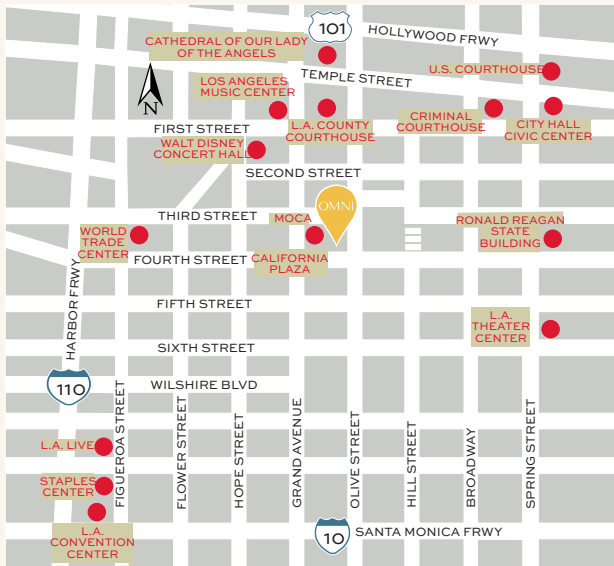 101
HOLLYWOOD FRWY
CATHEDRAL OF OUR LADY
OF THE ANGELS
TEMPLE STREET
U.S. COURTHOUSE
N
LOS ANGELES
MUSIC CENTER
FIRST STREET
L.A. COUNTY
COURTHOUSE
CRIMINAL
COURTHOUSE
CITY HALL
CIVIC CENTER
WALT DISNEY
CONCERT HALL
SECOND STREET
OMNI
THIRD STREET
MOCA
RONALD REAGAN
STATE
BUILDING
WORLD
TRADE
CENTER
FOURTH STREET
CALIFORNIA
PLAZA
HARBOR FRWY
FIFTH STREET
L.A.
THEATER
CENTER
SIXTH STREET
110
WILSHIRE BLVD
FIGUEROA STREET
FLOWER STREET
HOPE STREET
GRAND AVENUE
OLIVE STREET
HILL STREET
BROADWAY
SPRING STREET
L.A. LIVE
STAPLES
CENTER
L.A.
CONVENTION
CENTER
10
SANTA MONICA FRWY